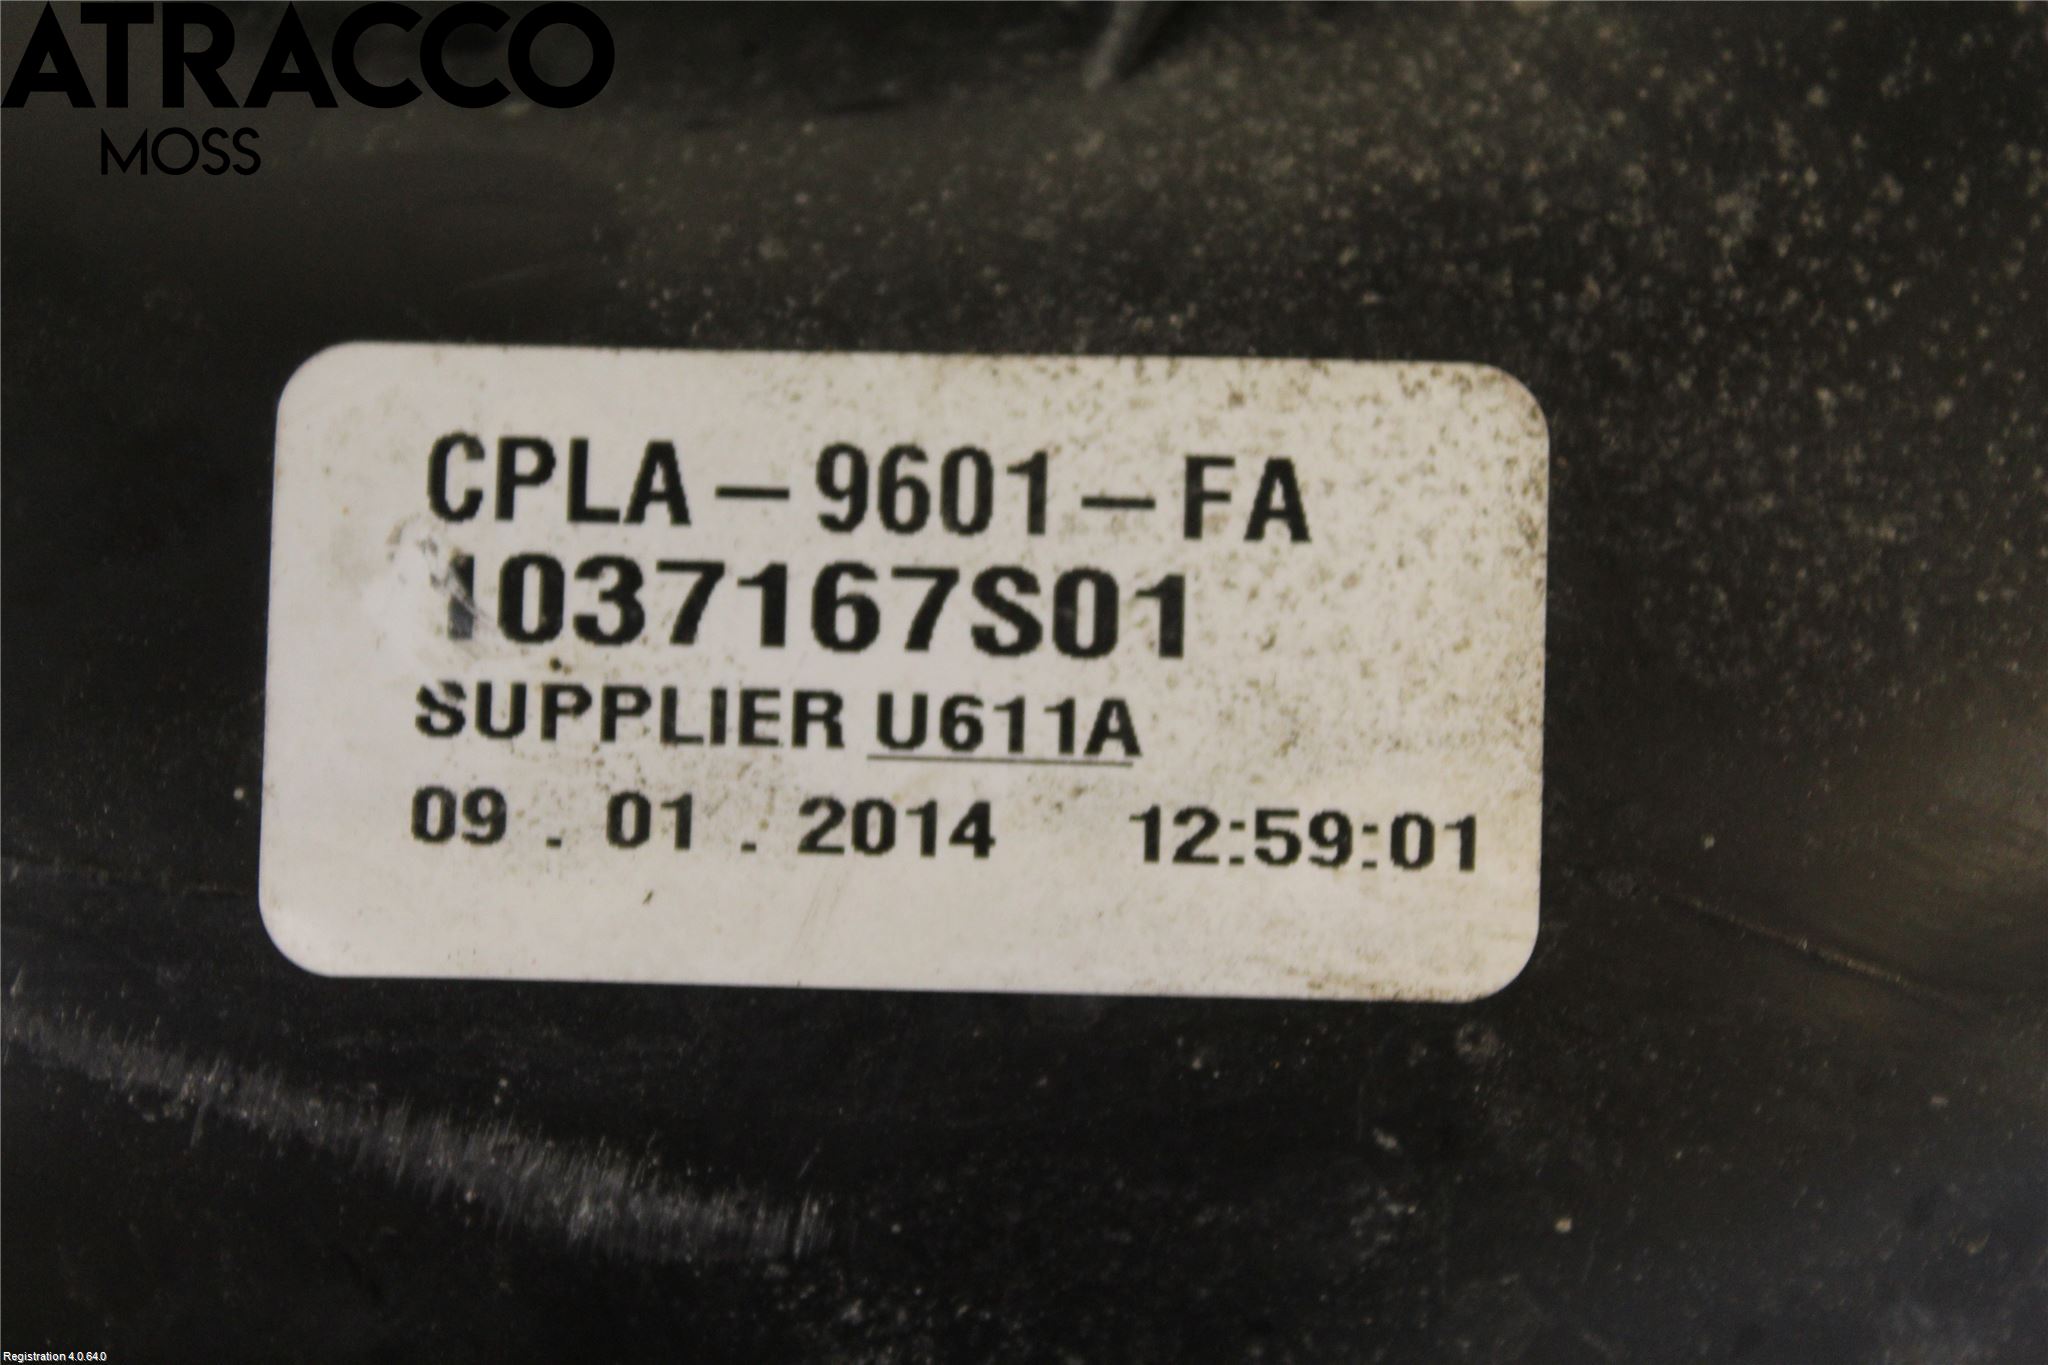 ATRACCO
MOSS
CPLA-9601-FA
1037167S01
SUPPLIER U611A
09.01.2014 12:59:01
Registration 4.0.64.0